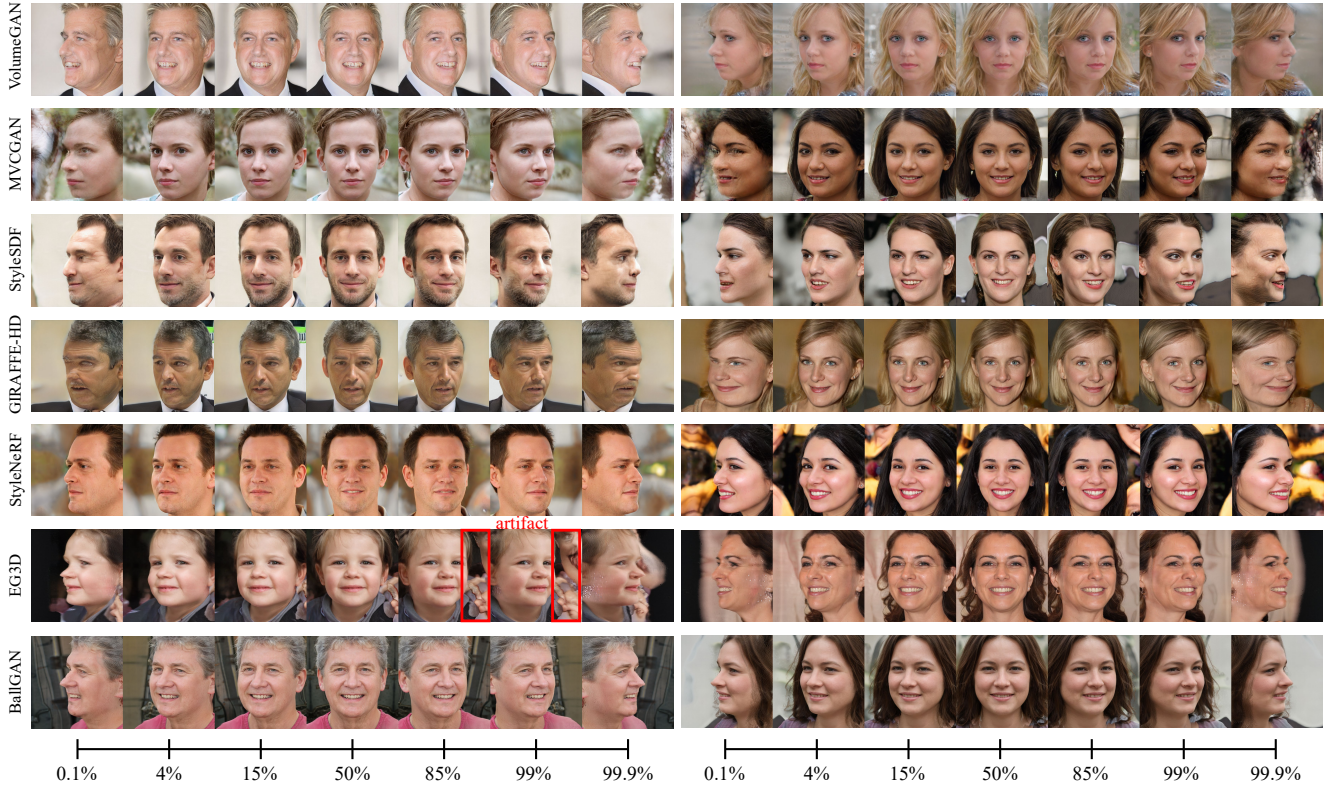 VolumeGAN
MVCGAN
StyleSDF
GIRAFFE-HD
StyleNeRF
artifact
EG3D
BallGAN
0.1% 4% 15% 50% 85% 99% 99.9% 0.1% 4% 15% 50% 85% 99% 99.9%